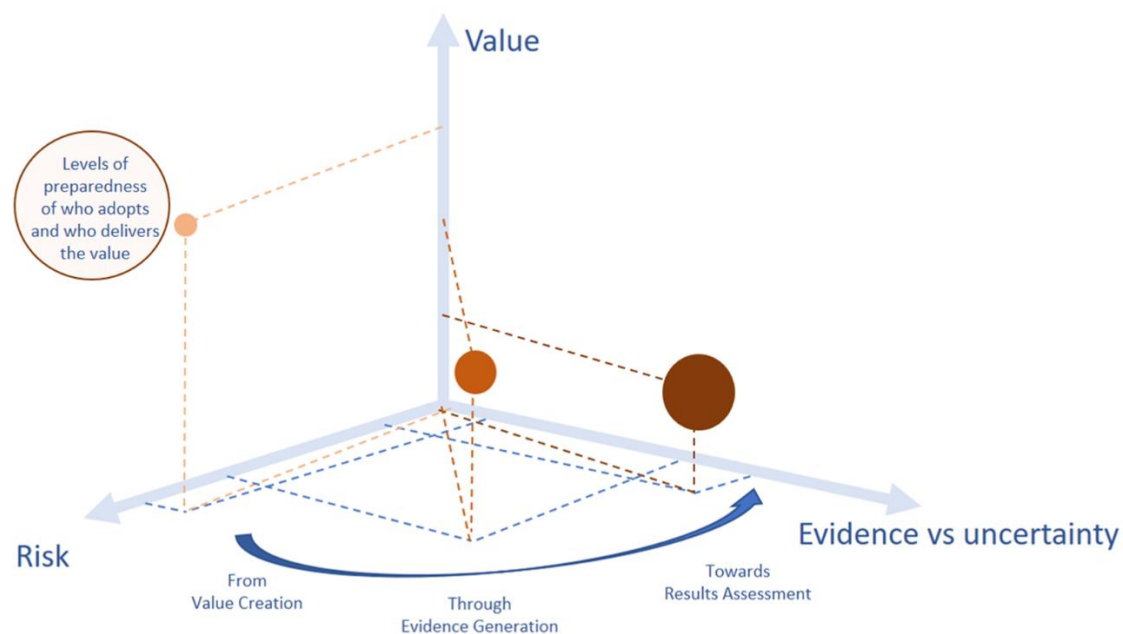 Value
Levels of
preparedness
of who adopts
and who delivers
the value
Evidence vs uncertainty
Risk
From
Value Creation
Through
Evidence Generation
Towards
Results Assessment